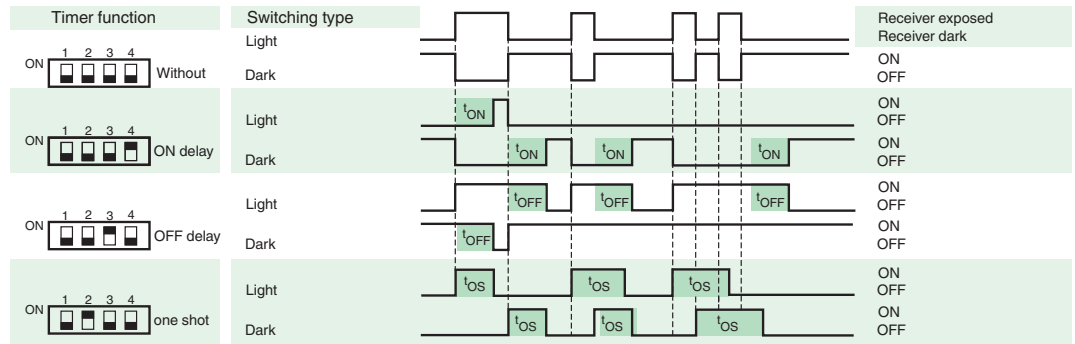 Timer function Switching type Receiver exposed
Light Receiver dark
ON 1 2 3 4 Without Dark ON
OFF
Light tON ON
OFF
ON 1 2 3 4 ON delay Dark tON tON tON ON
OFF
Light tOFF tOFF tOFF ON
OFF
ON 1 2 3 4 OFF delay Dark tOFF ON
OFF
Light tOS tOS tOS ON
OFF
ON 1 2 3 4 one shot Dark tOS tOS tOS ON
OFF